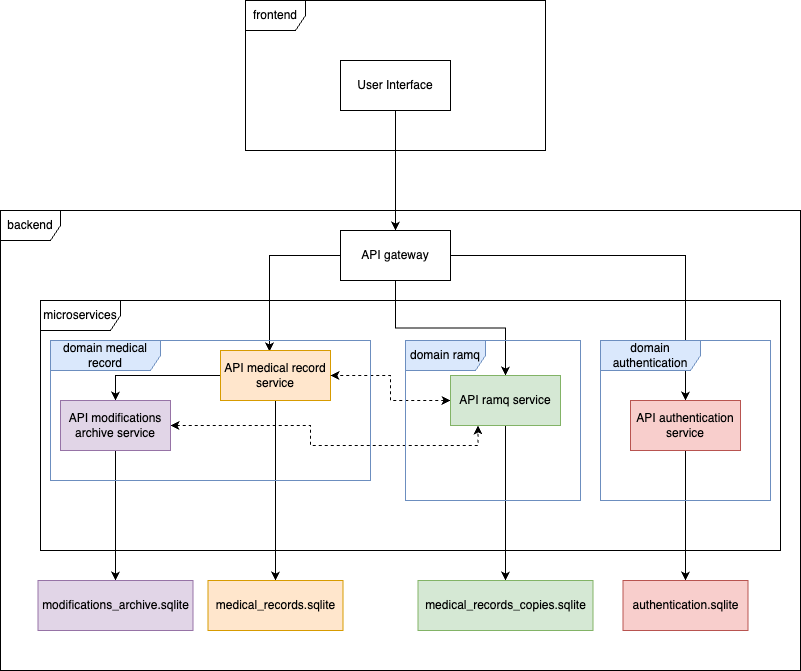 frontend
User Interface
backend
API gateway
microservices
domain medical
record
API medical record
service
API modifications
archive service
domain ramq
API ramq service
domain
authentication
API authentication
service
modifications_archive.sqlite
medical_records.sqlite
medical_records_copies.sqlite
authentication.sqlite